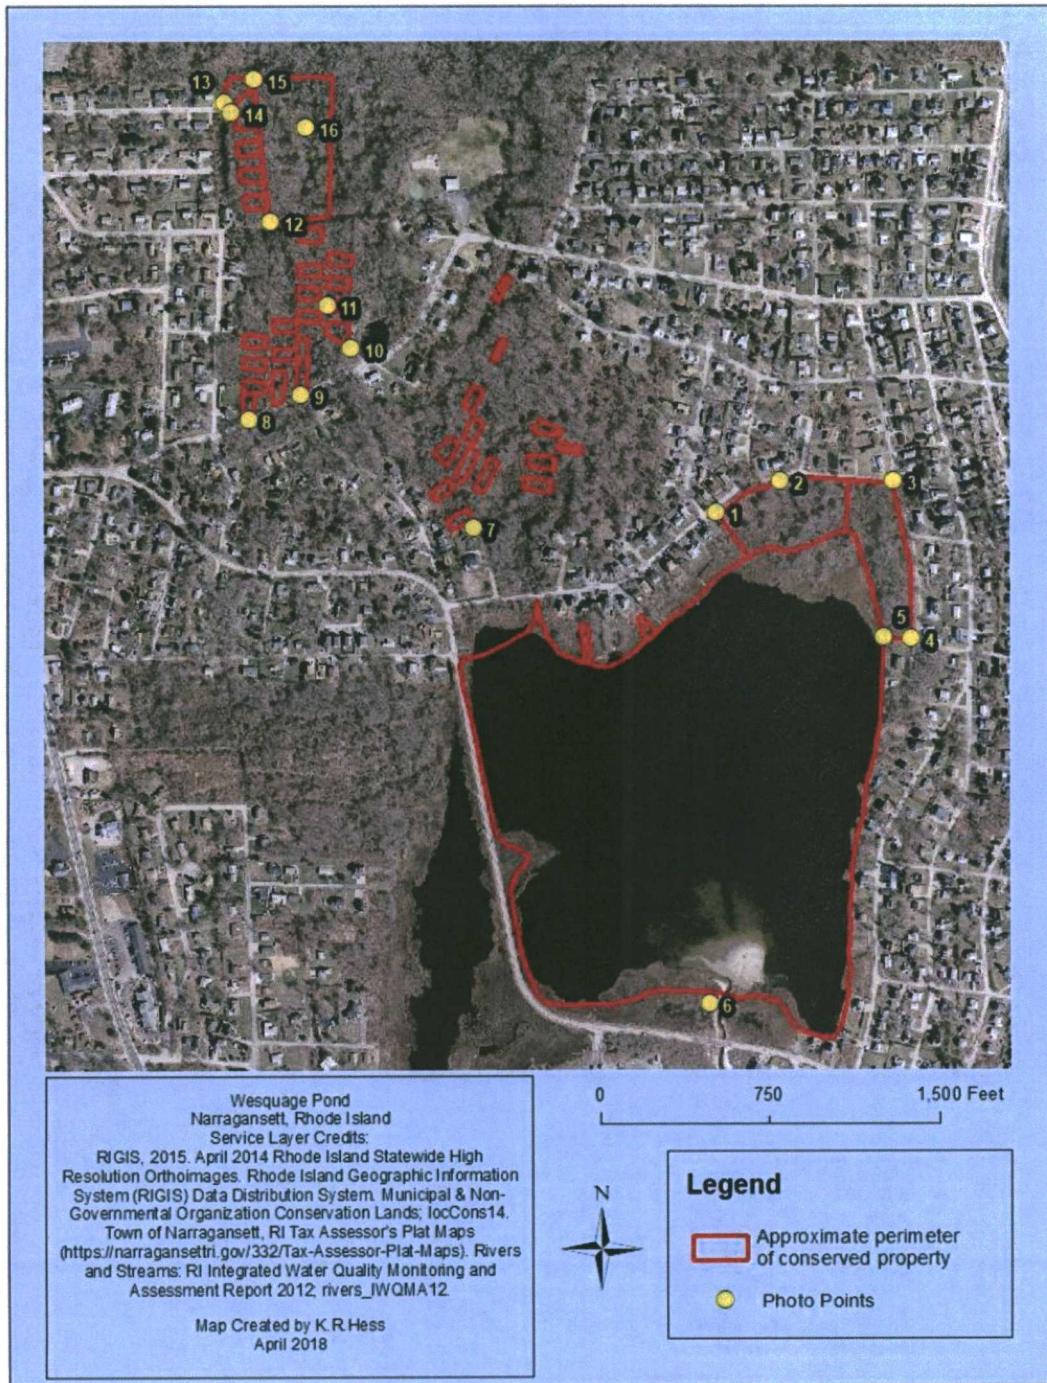 13
15
14
16
12
11
10
9
8
7
2
3
1
5
4
6
Wesquage Pond
Narragansett, Rhode Island
Service Layer Credits:
RIGIS, 2015. April 2014 Rhode Island Statewide High
Resolution Orthoimages. Rhode Island Geographic Information
System (RIGIS) Data Distribution System. Municipal & Non-
Governmental Organization Conservation Lands; locCons14.
Town of Narragansett, RI Tax Assessor's Plat Maps
(https://narragansettri.gov/332/Tax-Assessor-Plat-Maps). Rivers
and Streams: RI Integrated Water Quality Monitoring and
Assessment Report 2012; rivers_IWQMA12.
Map Created by K.R.Hess
April 2018
0 750 1,500 Feet
N
Legend
Approximate perimeter
of conserved property
Photo Points